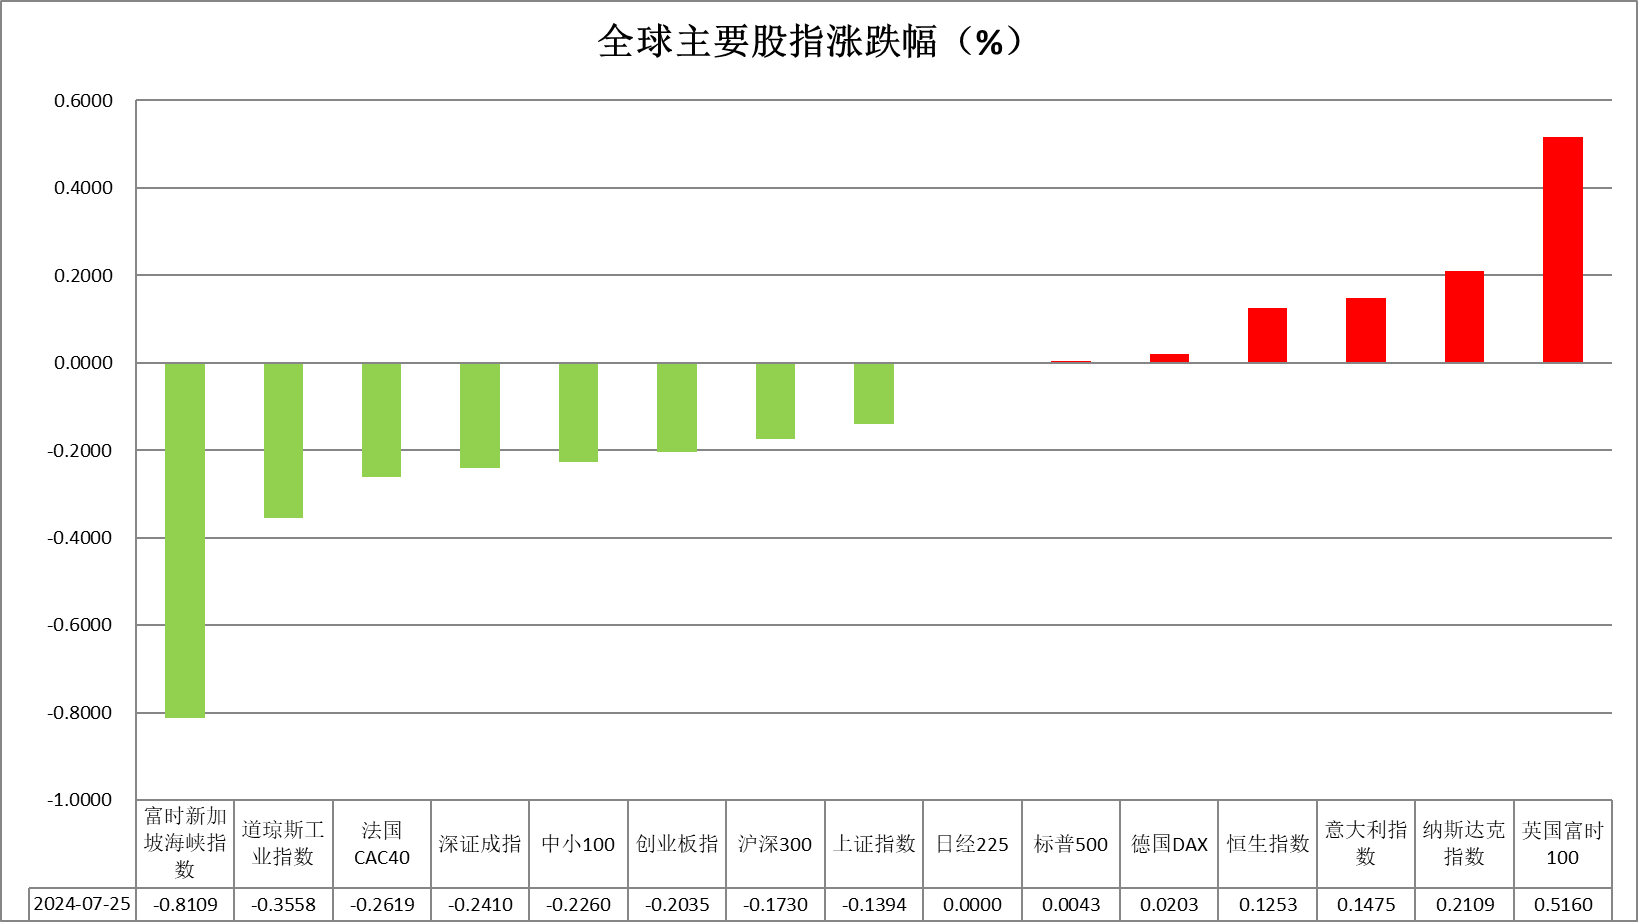 全球主要股指涨跌幅（%）
0.6000
0.4000
0.2000
0.0000
-0.2000
-0.4000
-0.6000
-0.8000
-1.0000
富时新加
坡海峡指
数
道琼斯工
业指数
法国
CAC40
深证成指
中小100
创业板指
沪深300
上证指数
日经225
标普500
德国DAX
恒生指数
意大利指
数
纳斯达克
指数
英国富时
100
2024-07-25 -0.8109 -0.3558 -0.2619 -0.2410 -0.2260 -0.2035 -0.1730 -0.1394 0.0000 0.0043 0.0203 0.1253 0.1475 0.2109 0.5160